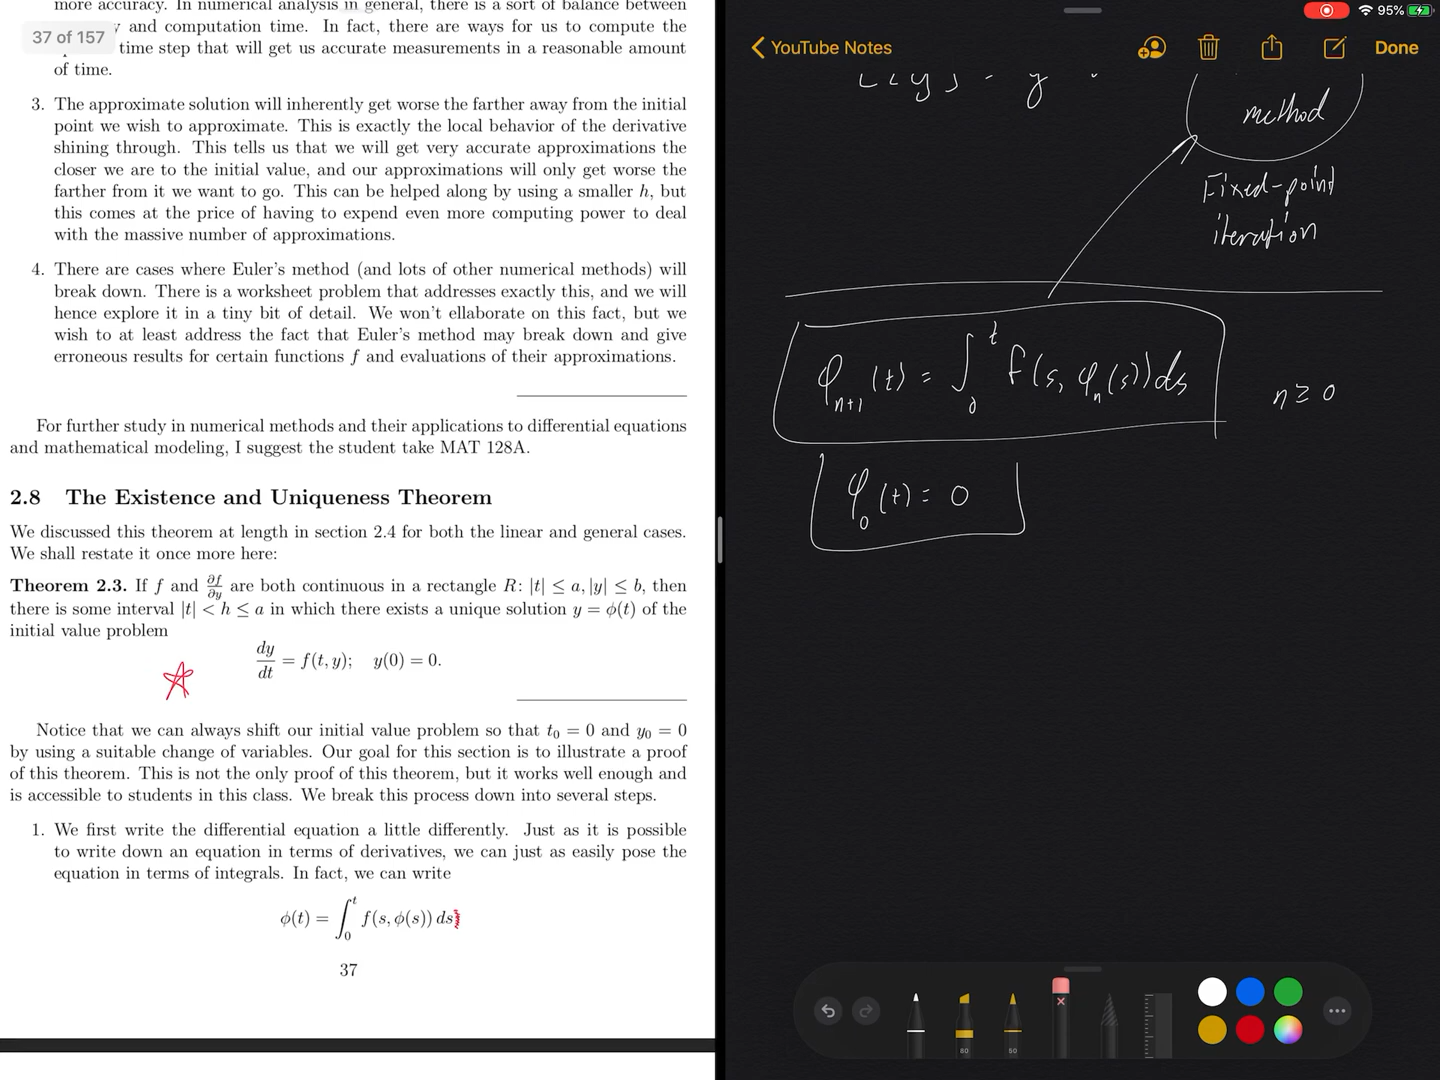 more accuracy. In numerical analysis in general, there is a sort of balance between
37 of 157
and computation time. In fact, there are ways for us to compute the
time step that will get us accurate measurements in a reasonable amount
of time.
3. The approximate solution will inherently get worse the farther away from the initial
point we wish to approximate. This is exactly the local behavior of the derivative
shining through. This tells us that we will get very accurate approximations the
closer we are to the initial value, and our approximations will only get worse the
farther from it we want to go. This can be helped along by using a smaller h, but
this comes at the price of having to expend even more computing power to deal
with the massive number of approximations.
4. There are cases where Euler's method (and lots of other numerical methods) will
break down. There is a worksheet problem that addresses exactly this, and we will
hence explore it in a tiny bit of detail. We won't ellaborate on this fact, but we
wish to at least address the fact that Euler's method may break down and give
erroneous results for certain functions f and evaluations of their approximations.
For further study in numerical methods and their applications to differential equations
and mathematical modeling, I suggest the student take MAT 128A.
2.8 The Existence and Uniqueness Theorem
We discussed this theorem at length in section 2.4 for both the linear and general cases.
We shall restate it once more here:
Theorem 2.3. If f and ∂f/∂y are both continuous in a rectangle R: |t| ≤ a, |y| ≤ b, then
there is some interval |t| < h ≤ a in which there exists a unique solution y = ϕ(t) of the
initial value problem
dy/dt = f(t, y); y(0) = 0.
Notice that we can always shift our initial value problem so that t₀ = 0 and y₀ = 0
by using a suitable change of variables. Our goal for this section is to illustrate a proof
of this theorem. This is not the only proof of this theorem, but it works well enough and
is accessible to students in this class. We break this process down into several steps.
1. We first write the differential equation a little differently. Just as it is possible
to write down an equation in terms of derivatives, we can just as easily pose the
equation in terms of integrals. In fact, we can write
ϕ(t) = ∫₀ᵗ f(s, ϕ(s)) ds
37
95%
YouTube Notes
Done
method
Fixed-point
iteration
φₙ₊₁(t) = ∫₀ᵗ f(s, φₙ(s)) ds n ≥ 0
φ₀(t) = 0
80
50